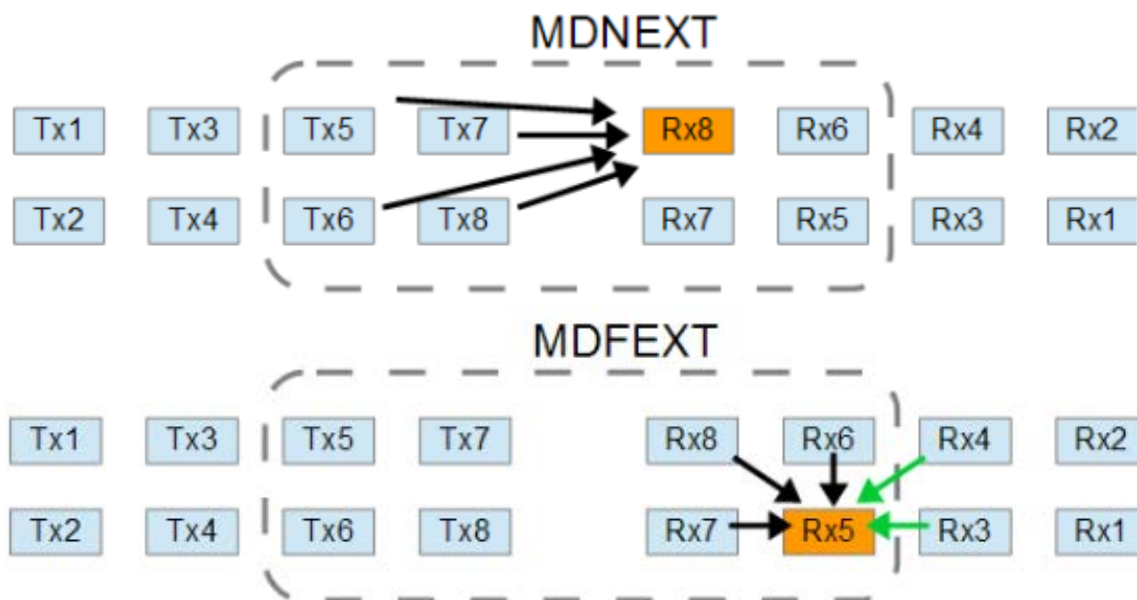 MDNEXT
Tx1 Tx3 Tx5 Tx7 Rx8 Rx6 Rx4 Rx2
Tx2 Tx4 Tx6 Tx8 Rx7 Rx5 Rx3 Rx1
MDFEXT
Tx1 Tx3 Tx5 Tx7 Rx8 Rx6 Rx4 Rx2
Tx2 Tx4 Tx6 Tx8 Rx7 Rx5 Rx3 Rx1